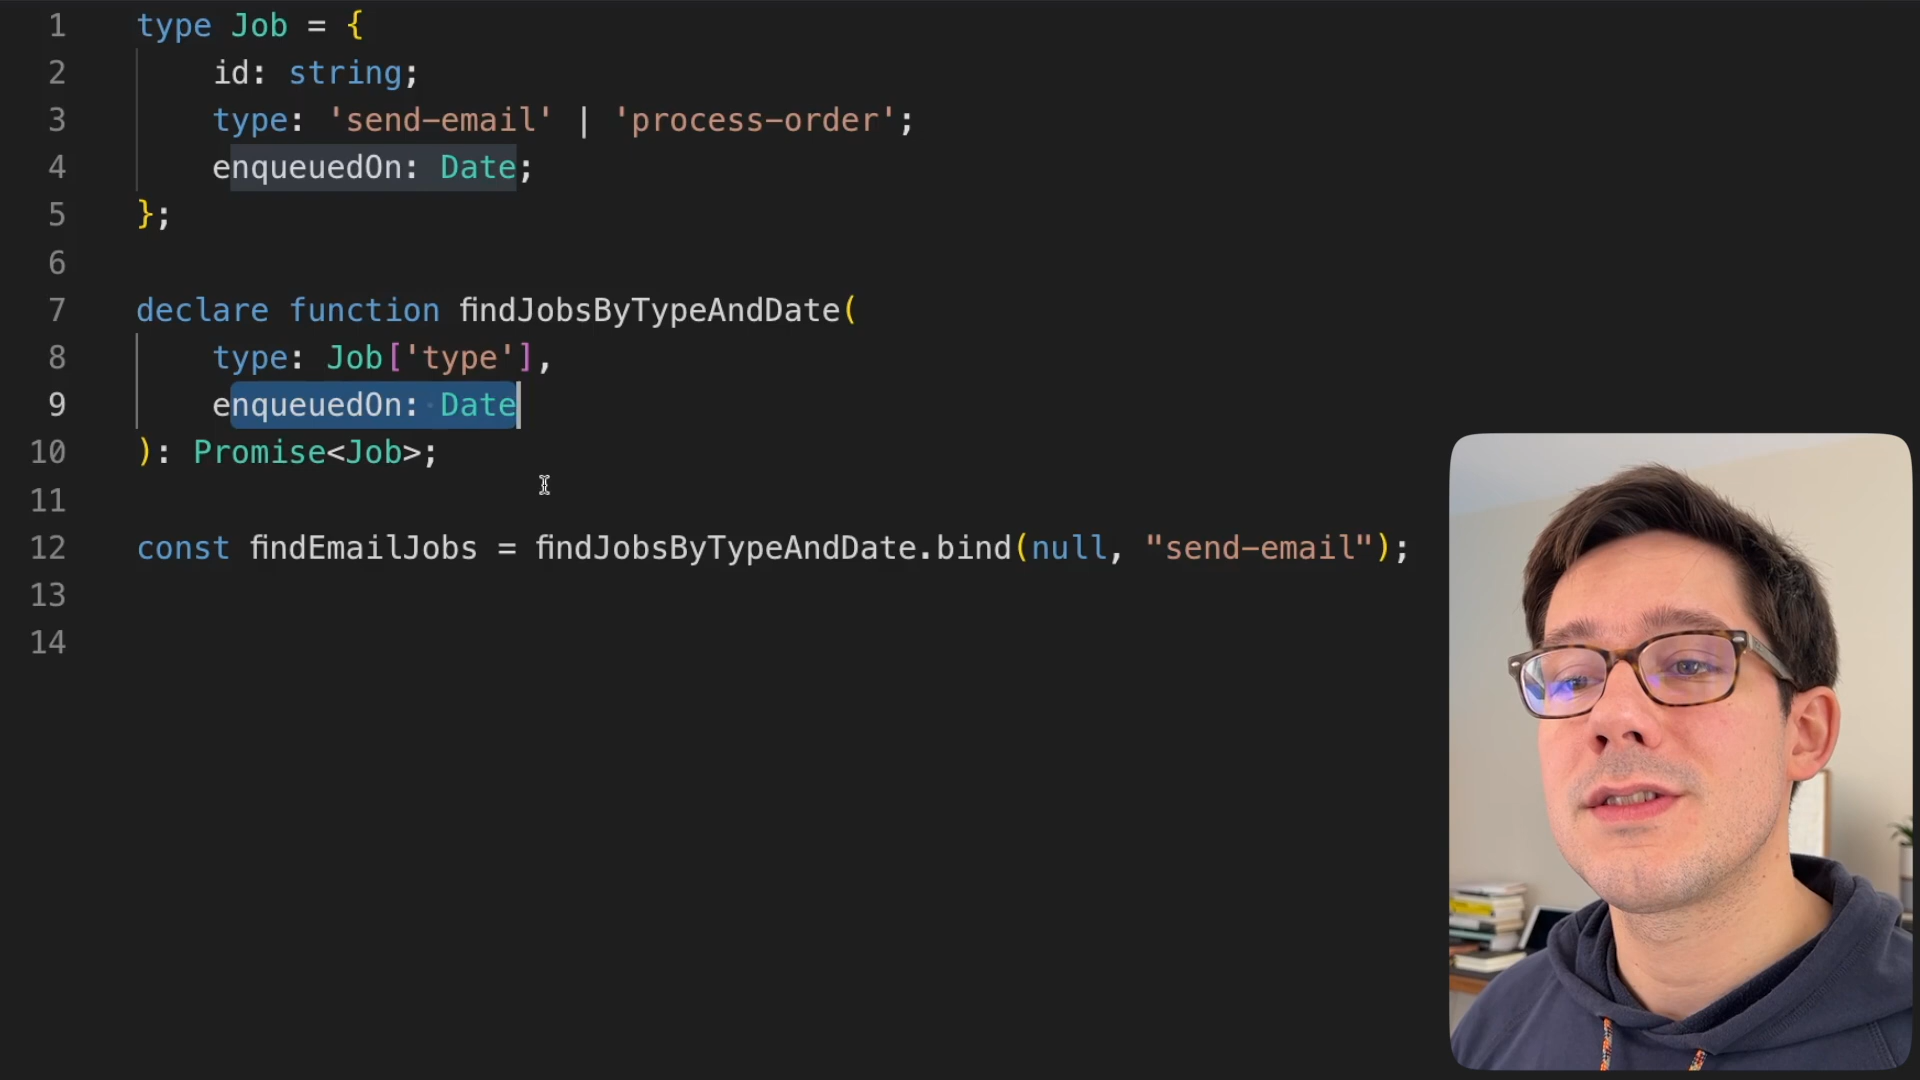 1 type Job = {
2 id: string;
3 type: 'send-email' | 'process-order';
4 enqueuedOn: Date;
5 };
6
7 declare function findJobsByTypeAndDate(
8 type: Job['type'],
9 enqueuedOn: Date
10 ): Promise<Job>;
11
12 const findEmailJobs = findJobsByTypeAndDate.bind(null, "send-email");
13
14